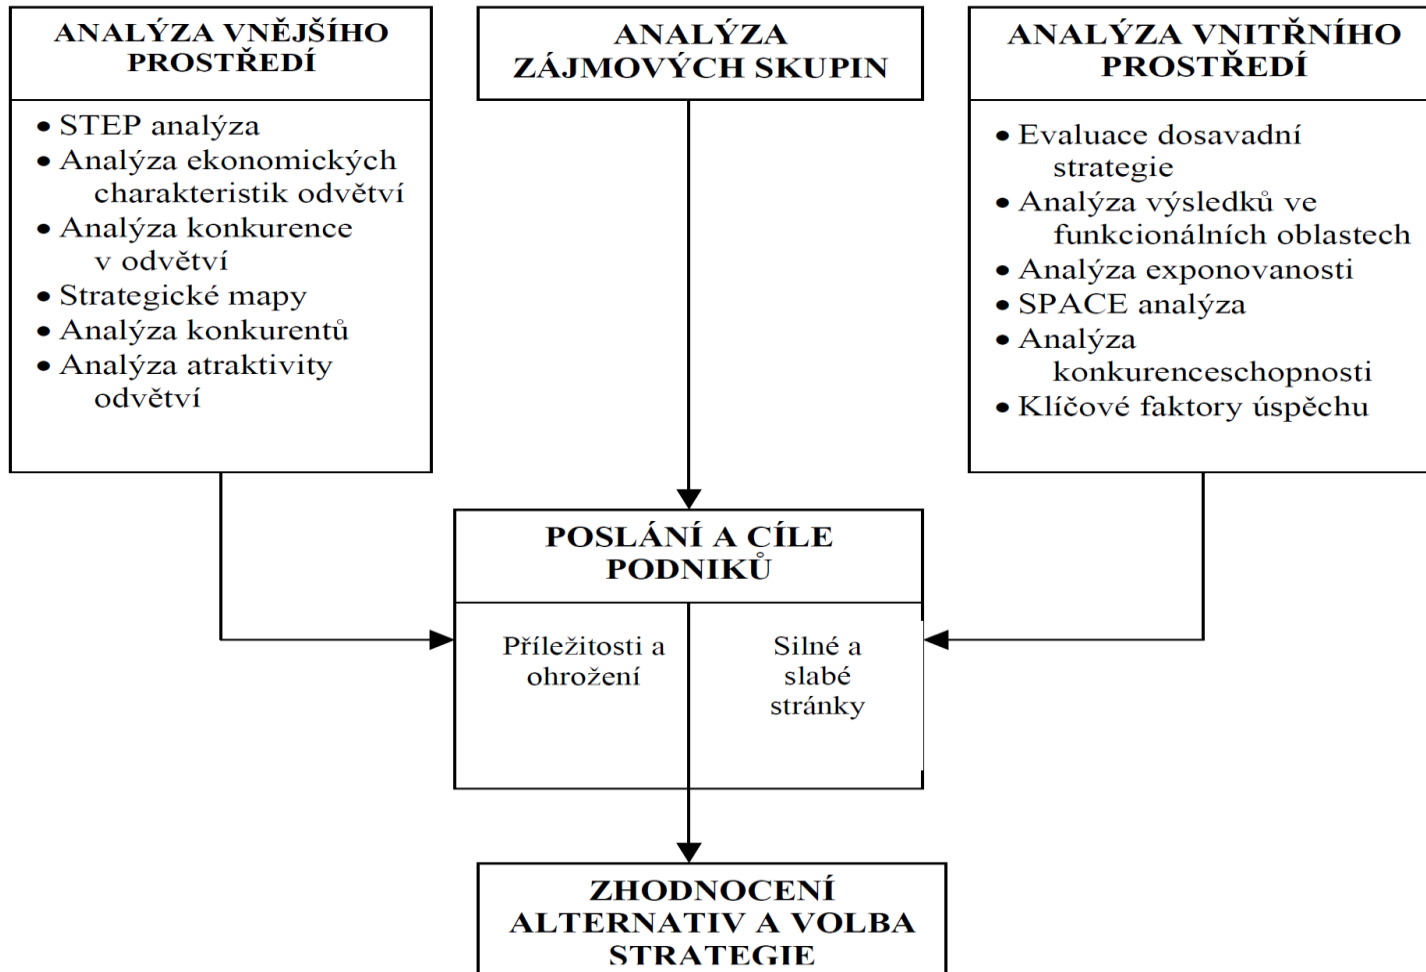 ANALÝZA VNĚJŠÍHO
PROSTŘEDÍ
• STEP analýza
• Analýza ekonomických
charakteristik odvětví
• Analýza konkurence
v odvětví
• Strategické mapy
• Analýza konkurentů
• Analýza atraktivity
odvětví
ANALÝZA
ZÁJMOVÝCH SKUPIN
ANALÝZA VNITŘNÍHO
PROSTŘEDÍ
• Evaluace dosavadní
strategie
• Analýza výsledků ve
funkcionálních oblastech
• Analýza exponovanosti
• SPACE analýza
• Analýza
konkurenceschopnosti
• Klíčové faktory úspěchu
POSLÁNÍ A CÍLE
PODNIKŮ
Příležitosti a
ohrožení
Silné a
slabé
stránky
ZHODNOCENÍ
ALTERNATIV A VOLBA
STRATEGIE